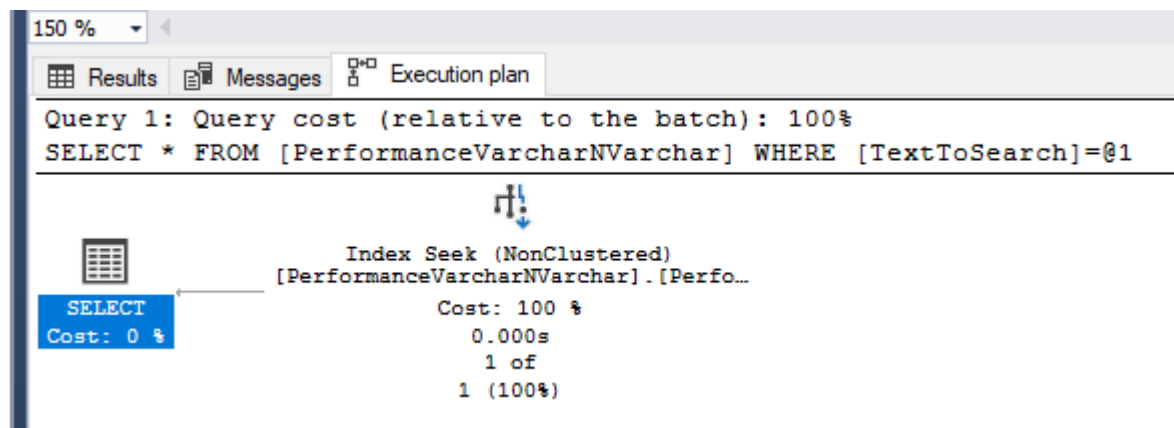 150 %
Results Messages Execution plan
Query 1: Query cost (relative to the batch): 100%
SELECT * FROM [PerformanceVarcharNVarchar] WHERE [TextToSearch]=@1
Index Seek (NonClustered)
[PerformanceVarcharNVarchar].[Perfo…
SELECT
Cost: 0 %
Cost: 100 %
0.000s
1 of
1 (100%)